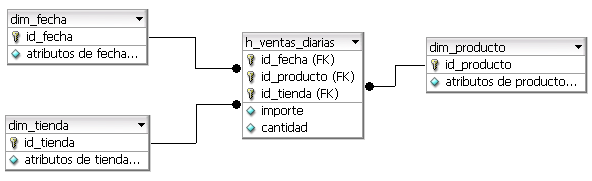 dim_fecha
id_fecha
atributos de fecha...
h_ventas_diarias
id_fecha (FK)
id_producto (FK)
id_tienda (FK)
importe
cantidad
dim_producto
id_producto
atributos de producto...
dim_tienda
id_tienda
atributos de tienda...